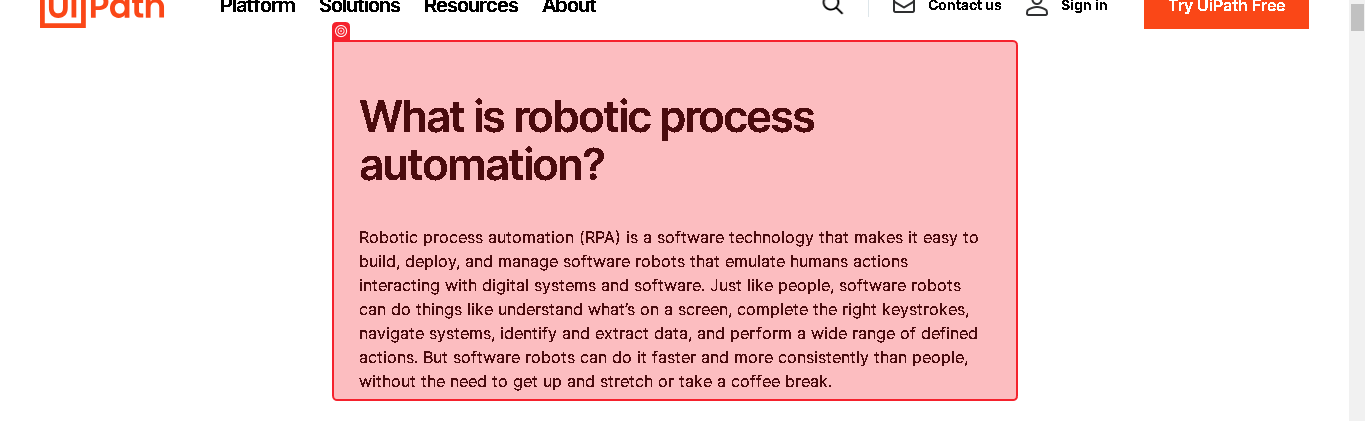 UiPath Platform Solutions Resources About Contact us Sign in Try UiPath Free
What is robotic process
automation?
Robotic process automation (RPA) is a software technology that makes it easy to
build, deploy, and manage software robots that emulate humans actions
interacting with digital systems and software. Just like people, software robots
can do things like understand what’s on a screen, complete the right keystrokes,
navigate systems, identify and extract data, and perform a wide range of defined
actions. But software robots can do it faster and more consistently than people,
without the need to get up and stretch or take a coffee break.